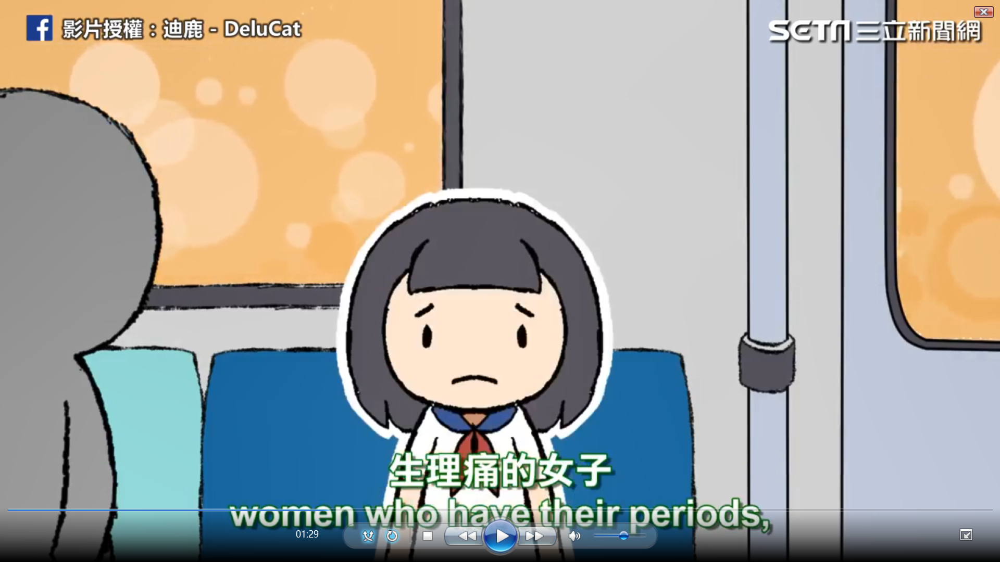 影片授權：迪鹿 - DeluCat
SETN三立新聞網
生理痛的女子
women who have their periods,
01:29